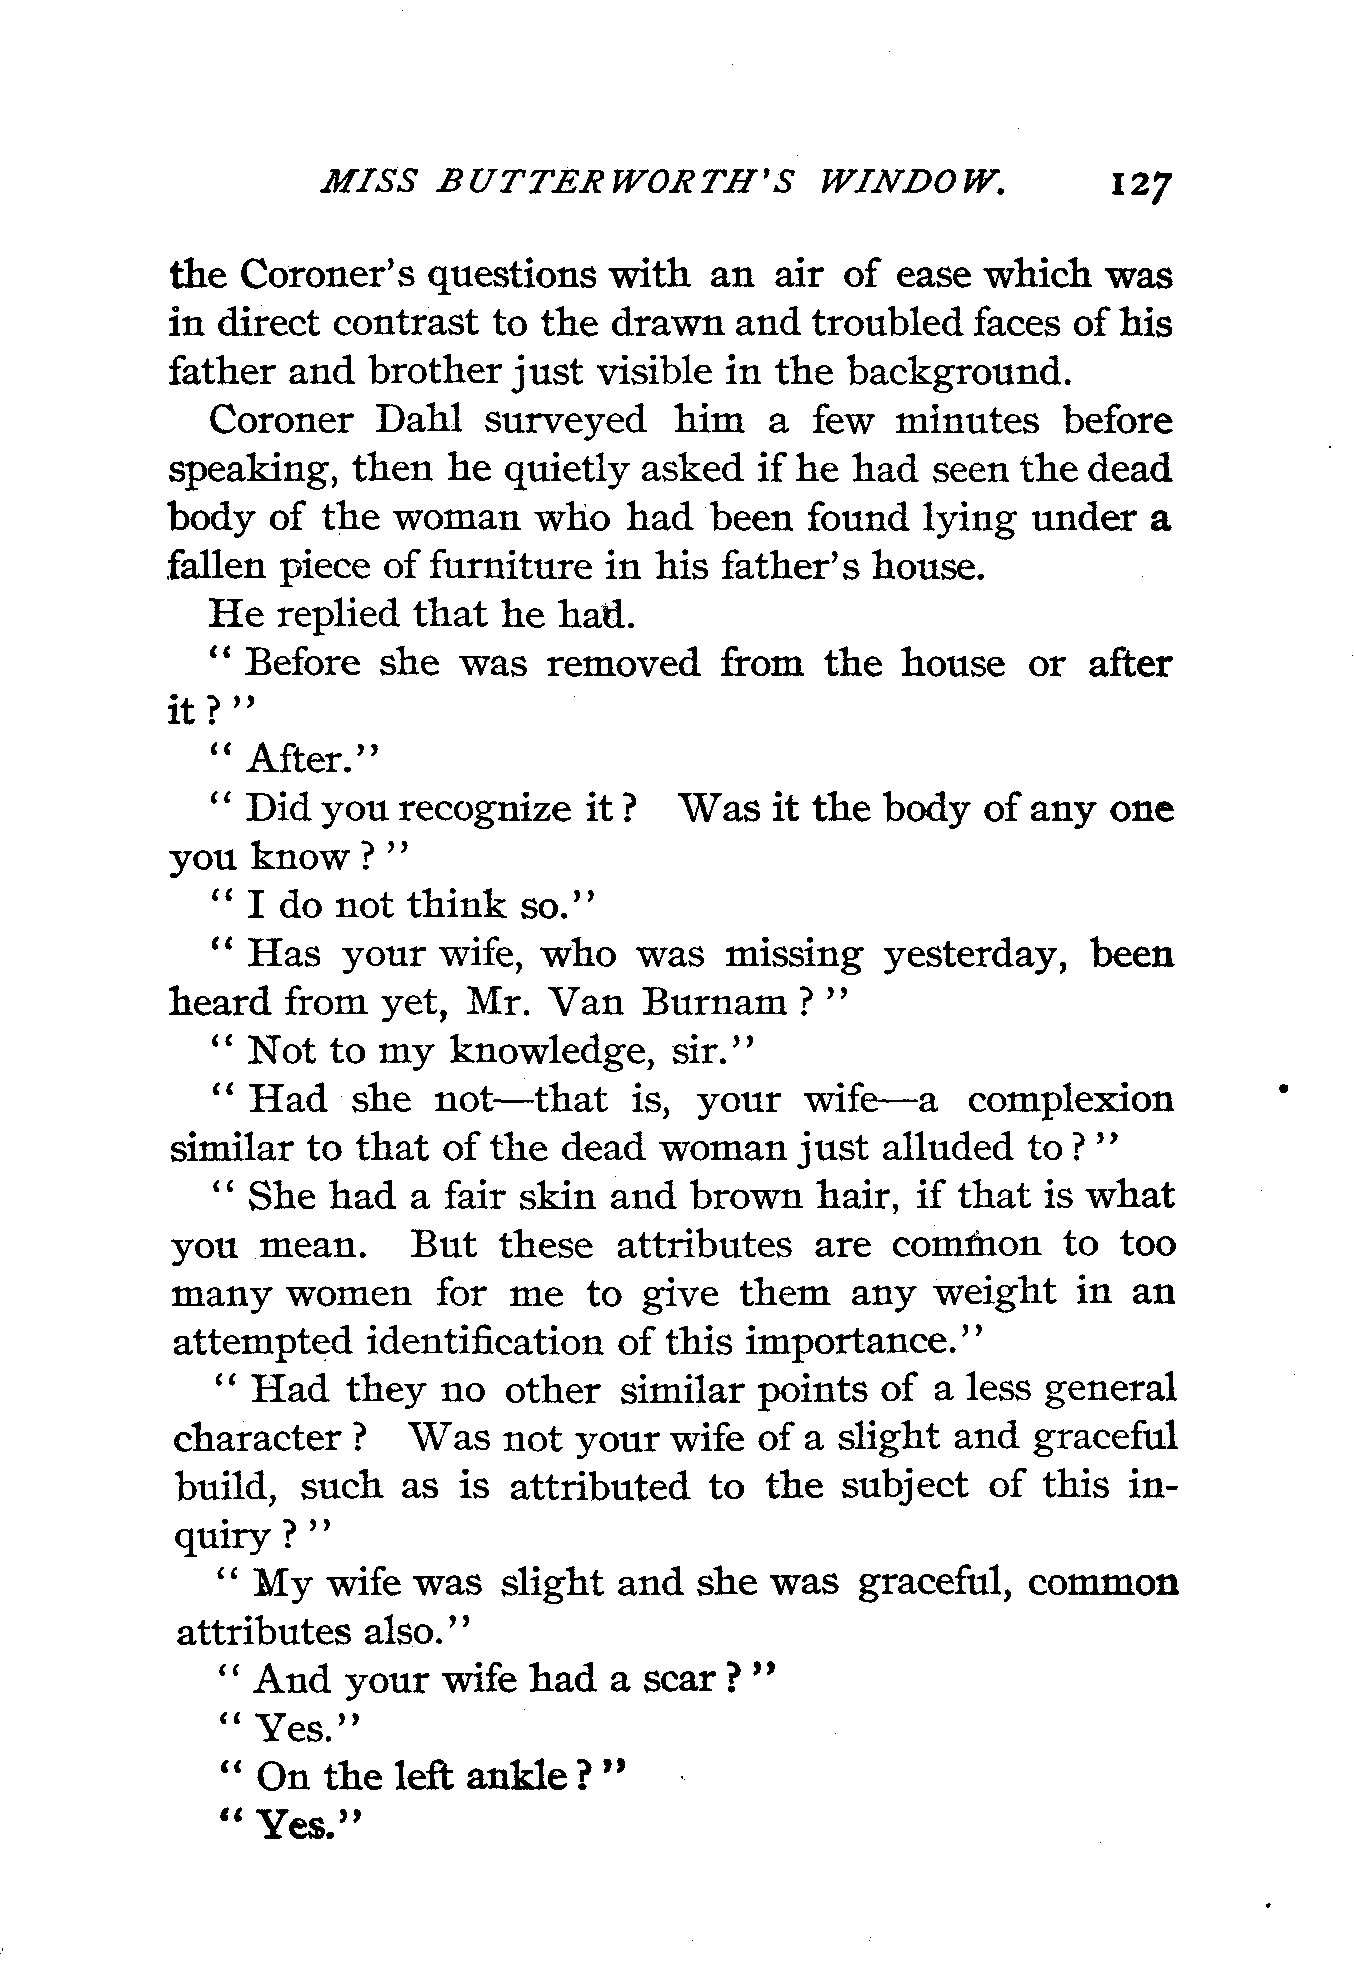 MISS BUTTERWORTH'S WINDOW. 127
the Coroner's questions with an air of ease which was
in direct contrast to the drawn and troubled faces of his
father and brother just visible in the background.
Coroner Dahl surveyed him a few minutes before
speaking, then he quietly asked if he had seen the dead
body of the woman who had been found lying under a
fallen piece of furniture in his father's house.
He replied that he had.
" Before she was removed from the house or after
it ? "
" After."
" Did you recognize it ? Was it the body of any one
you know ? "
" I do not think so."
" Has your wife, who was missing yesterday, been
heard from yet, Mr. Van Burnam ? "
" Not to my knowledge, sir."
" Had she not—that is, your wife—a complexion
similar to that of the dead woman just alluded to ? "
" She had a fair skin and brown hair, if that is what
you mean. But these attributes are common to too
many women for me to give them any weight in an
attempted identification of this importance."
" Had they no other similar points of a less general
character ? Was not your wife of a slight and graceful
build, such as is attributed to the subject of this in-
quiry ? "
" My wife was slight and she was graceful, common
attributes also."
" And your wife had a scar ? "
" Yes."
" On the left ankle ? "
" Yes."